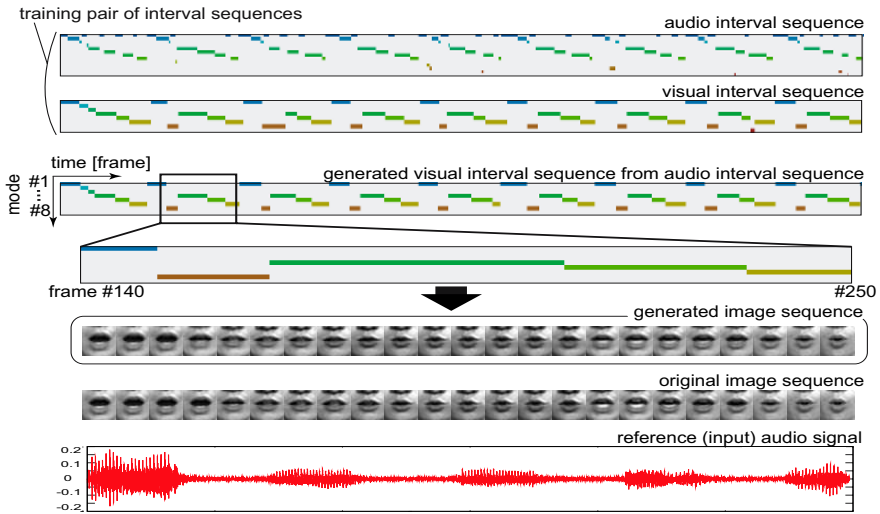 training pair of interval sequences
audio interval sequence
visual interval sequence
time [frame]
generated visual interval sequence from audio interval sequence
mode
#1
...
#8
frame #140
#250
generated image sequence
original image sequence
reference (input) audio signal
0.2
0.1
0
-0.1
-0.2